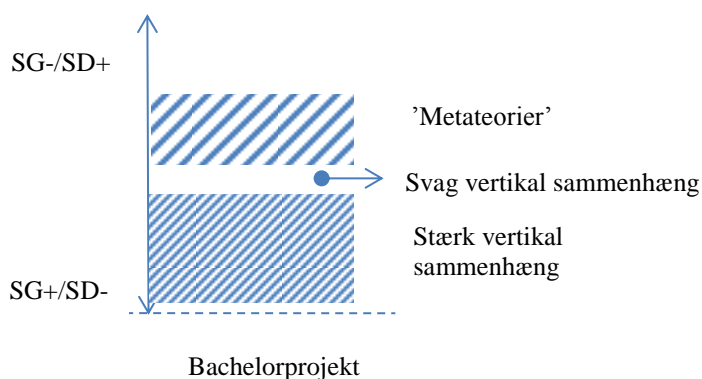 SG-/SD+
’Metateorier’
Svag vertikal sammenhæng
Stærk vertikal
sammenhæng
SG+/SD-
Bachelorprojekt